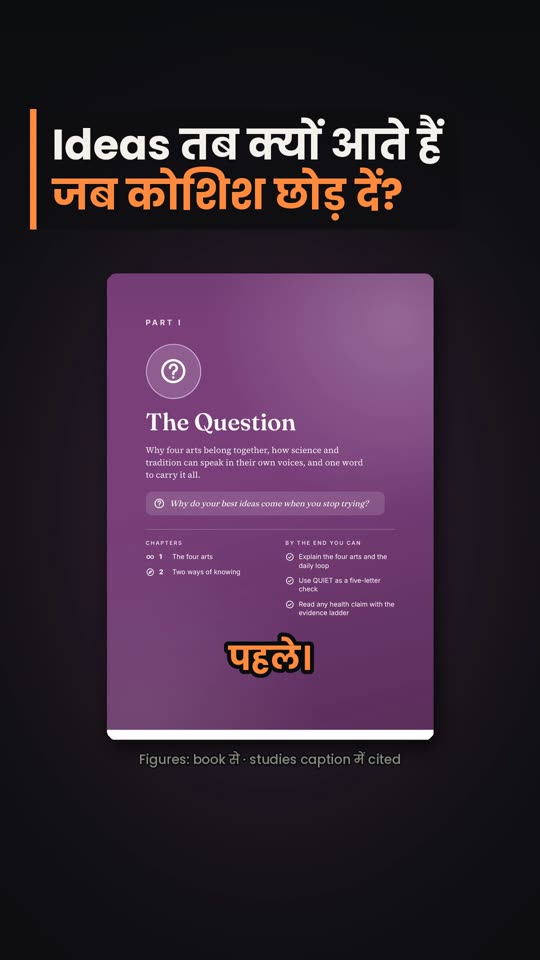 Ideas तब क्यों आते हैं
जब कोशिश छोड़ दें?
PART I
The Question
Why four arts belong together, how science and
tradition can speak in their own voices, and one word
to carry it all.
Why do your best ideas come when you stop trying?
CHAPTERS
1 The four arts
2 Two ways of knowing
BY THE END YOU CAN
Explain the four arts and the
daily loop
Use QUIET as a five-letter
check
Read any health claim with the
evidence ladder
पहले।
Figures: book से · studies caption में cited